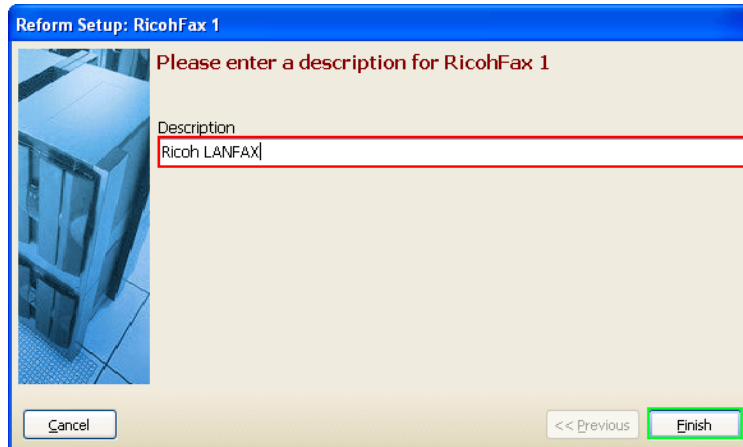 Reform Setup: RicohFax 1
Please enter a description for RicohFax 1
Description
Ricoh LANFAX
Cancel
<< Previous
Finish